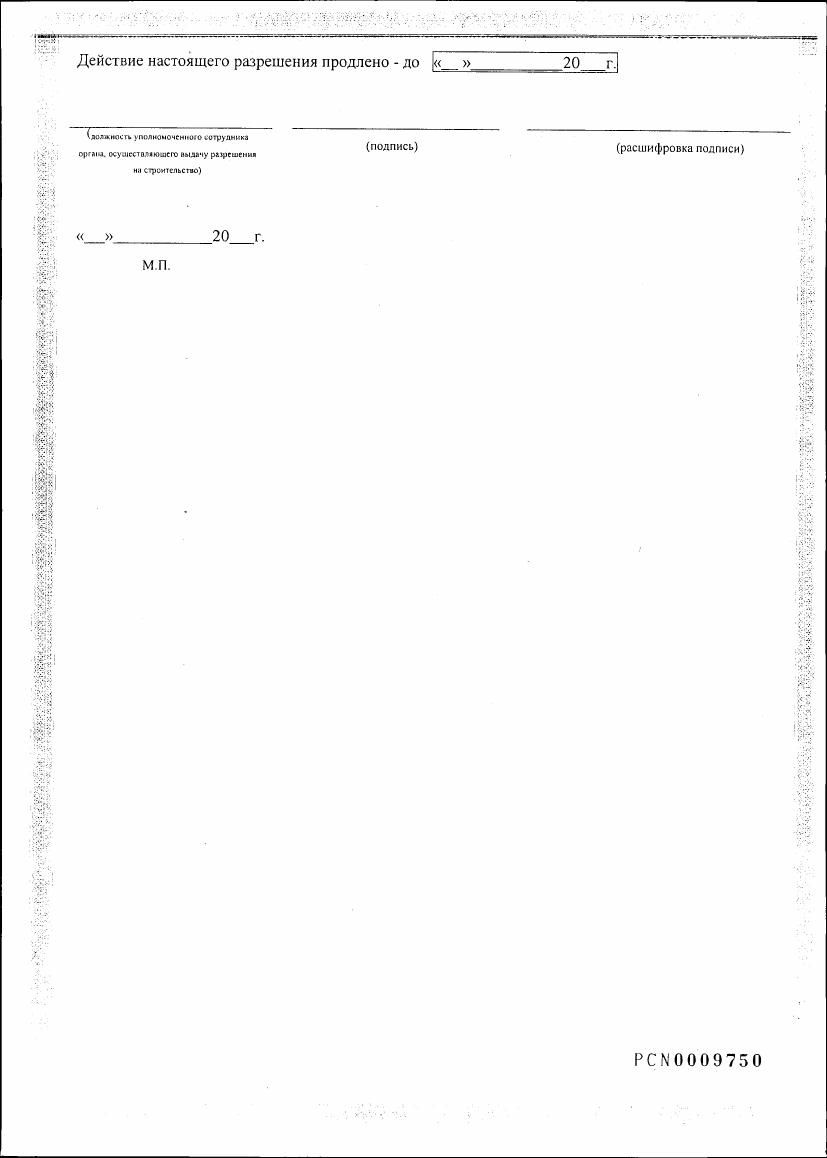 Действие настоящего разрешения продлено - до «__ »____________20___г.
(должность уполномоченного сотрудника
органа, осуществляющего выдачу разрешения
на строительство)
(подпись)
(расшифровка подписи)
«__»____________20___г.
М.П.
PCN0009750